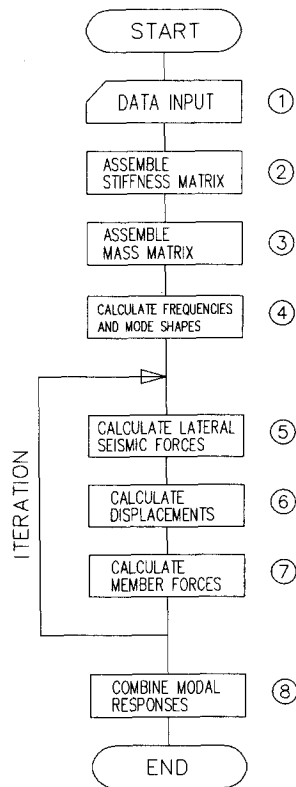 START
DATA INPUT
①
ASSEMBLE
STIFFNESS MATRIX
②
ASSEMBLE
MASS MATRIX
③
CALCULATE FREQUENCIES
AND MODE SHAPES
④
ITERATION
CALCULATE LATERAL
SEISMIC FORCES
⑤
CALCULATE
DISPLACEMENTS
⑥
CALCULATE
MEMBER FORCES
⑦
COMBINE MODAL
RESPONSES
⑧
END